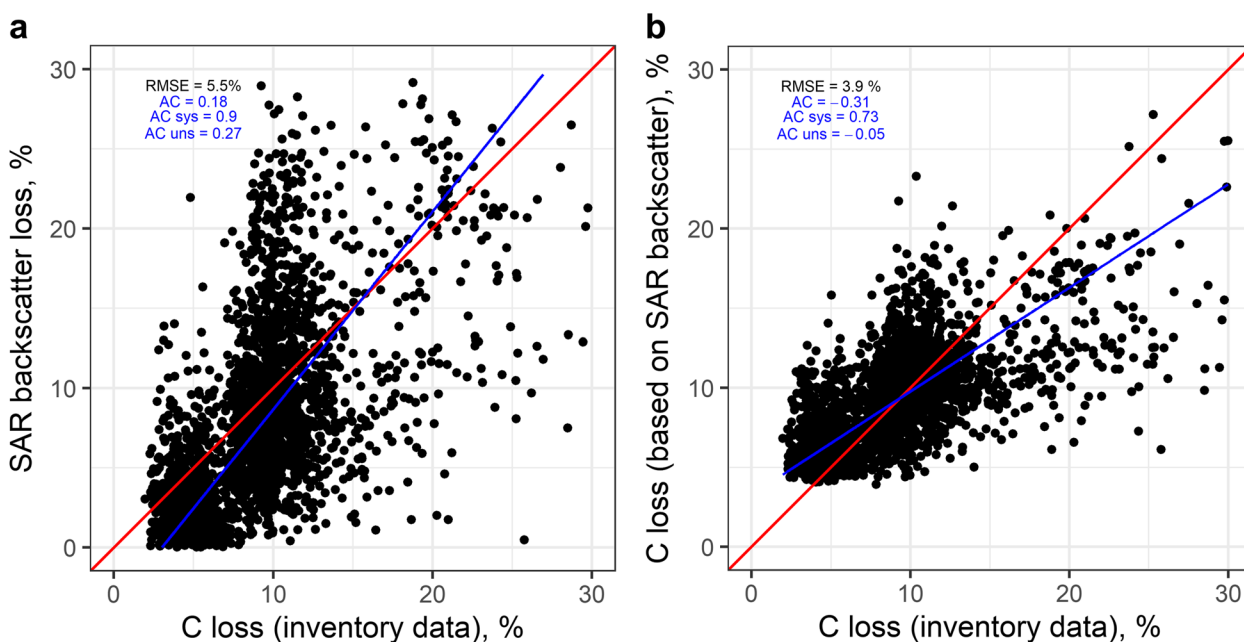 a
SAR backscatter loss, %
30
20
10
0
RMSE = 5.5%
AC = 0.18
AC sys = 0.9
AC uns = 0.27
0
10
20
30
C loss (inventory data), %
b
C loss (based on SAR backscatter), %
30
20
10
0
RMSE = 3.9 %
AC = −0.31
AC sys = 0.73
AC uns = −0.05
0
10
20
30
C loss (inventory data), %